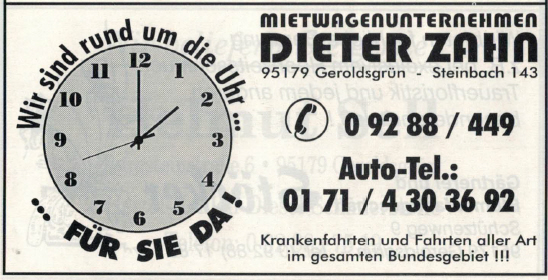 Wir sind rund um die Uhr ...
12
1
2
3
4
5
6
7
8
9
10
11
... FÜR SIE DA!
MIETWAGENUNTERNEHMEN
DIETER ZAHN
95179 Geroldsgrün - Steinbach 143
0 92 88 / 449
Auto-Tel.:
01 71 / 4 30 36 92
Krankenfahrten und Fahrten aller Art
im gesamten Bundesgebiet !!!